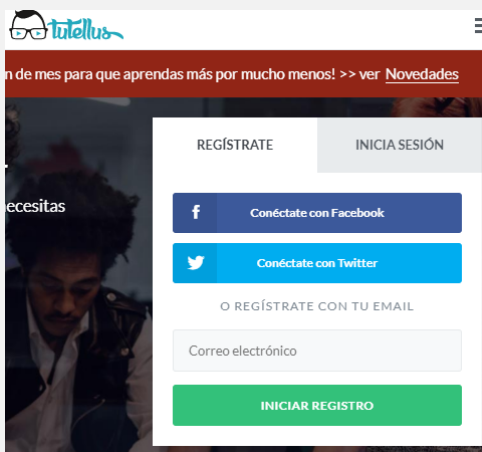 tutellus
n de mes para que aprendas más por mucho menos! >> ver Novedades
REGÍSTRATE
INICIA SESIÓN
ecesitas
Conéctate con Facebook
Conéctate con Twitter
O REGÍSTRATE CON TU EMAIL
Correo electrónico
INICIAR REGISTRO